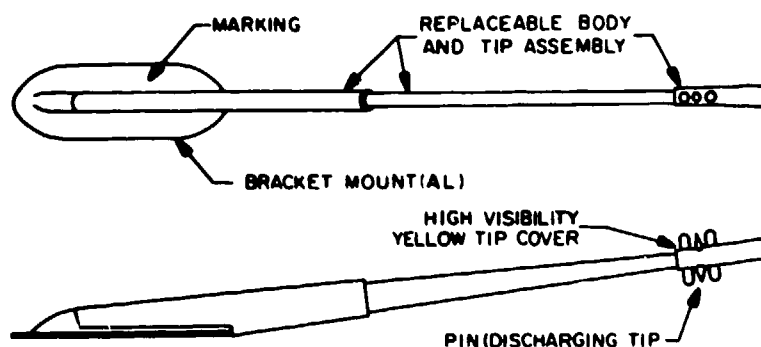 MARKING
REPLACEABLE BODY
AND TIP ASSEMBLY
BRACKET MOUNT(AL)
HIGH VISIBILITY
YELLOW TIP COVER
PIN(DISCHARGING TIP